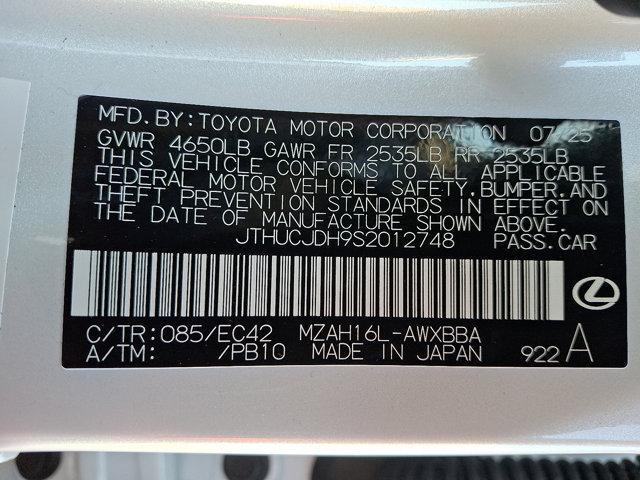 MFD.BY:TOYOTA MOTOR CORPORATION 07/25
GVWR 4650LB GAWR FR 2535LB RR 2535LB
THIS VEHICLE CONFORMS TO ALL APPLICABLE
FEDERAL MOTOR VEHICLE SAFETY,BUMPER,AND
THEFT PREVENTION STANDARDS IN EFFECT ON
THE DATE OF MANUFACTURE SHOWN ABOVE.
JTHUCJDH9S2012748 PASS.CAR
C/TR:085/EC42 MZAH16L-AWXBBA
A/TM: /PB10 MADE IN JAPAN 922 A